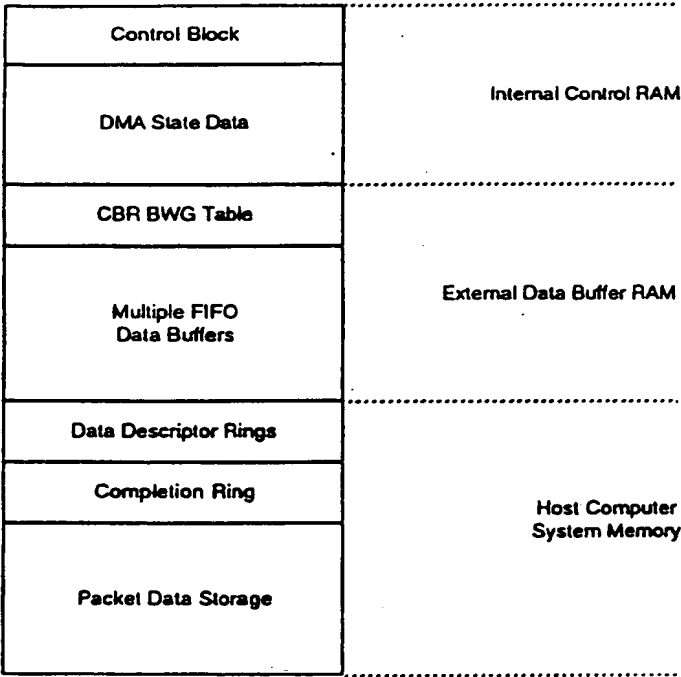 Control Block
Internal Control RAM
DMA State Data
CBR BWG Table
External Data Buffer RAM
Multiple FIFO
Data Buffers
Data Descriptor Rings
Completion Ring
Host Computer
System Memory
Packet Data Storage